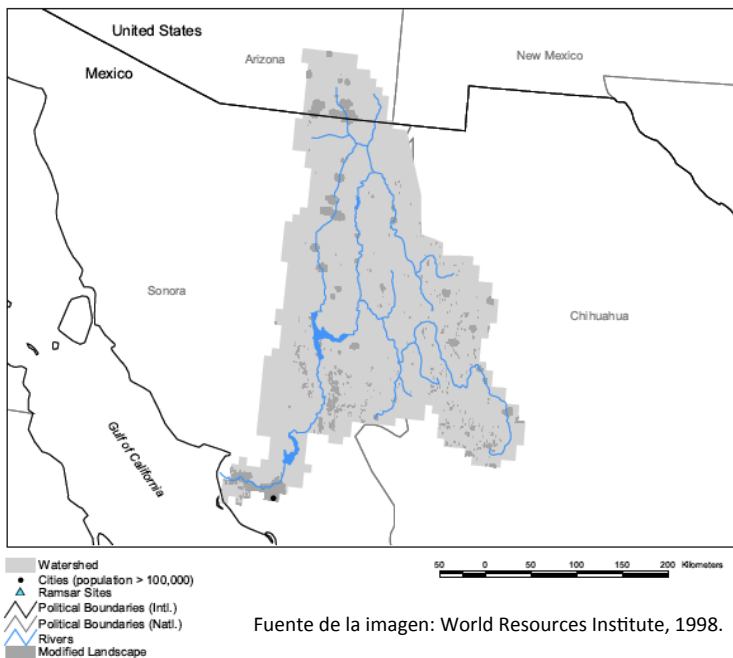 United States
Arizona
New Mexico
Mexico
Sonora
Chihuahua
Gulf of California
Watershed
Cities (population > 100,000)
Ramsar Sites
Political Boundaries (Intl.)
Political Boundaries (Natl.)
Rivers
Modified Landscape
50 0 50 100 150 200 Kilometers
Fuente de la imagen: World Resources Institute, 1998.